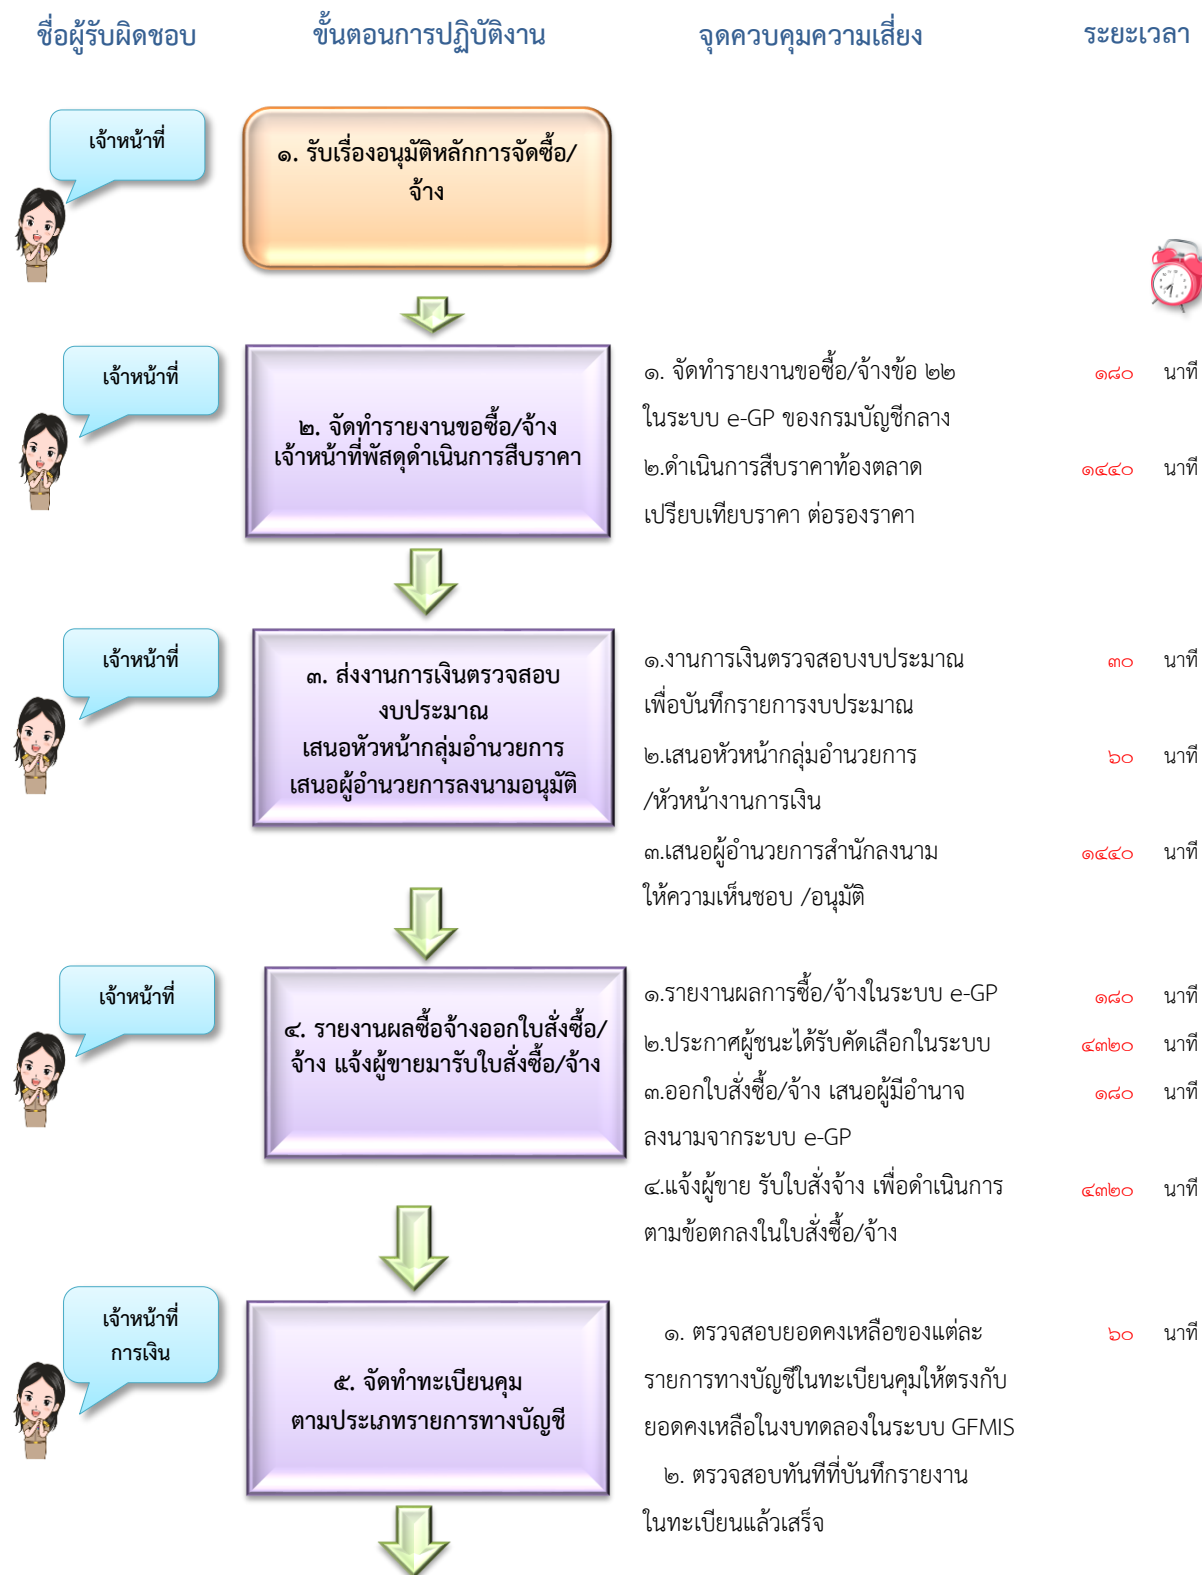 ชื่อผู้รับผิดชอบ ขั้นตอนการปฏิบัติงาน จุดควบคุมความเสี่ยง ระยะเวลา
เจ้าหน้าที่
๑. รับเรื่องอนุมัติหลักการจัดซื้อ/
จ้าง
เจ้าหน้าที่
๒. จัดทำรายงานขอซื้อ/จ้าง
เจ้าหน้าที่พัสดุดำเนินการสืบราคา
๑. จัดทำรายงานขอซื้อ/จ้างข้อ ๒๒ ๑๘๐ นาที
ในระบบ e-GP ของกรมบัญชีกลาง
๒.ดำเนินการสืบราคาท้องตลาด ๑๔๔๐ นาที
เปรียบเทียบราคา ต่อรองราคา
เจ้าหน้าที่
๓. ส่งงานการเงินตรวจสอบ
งบประมาณ
เสนอหัวหน้ากลุ่มอำนวยการ
เสนอผู้อำนวยการลงนามอนุมัติ
๑.งานการเงินตรวจสอบงบประมาณ ๓๐ นาที
เพื่อบันทึกรายการงบประมาณ
๒.เสนอหัวหน้ากลุ่มอำนวยการ ๖๐ นาที
/หัวหน้างานการเงิน
๓.เสนอผู้อำนวยการสำนักลงนาม ๑๔๔๐ นาที
ให้ความเห็นชอบ /อนุมัติ
เจ้าหน้าที่
๔. รายงานผลซื้อจ้างออกใบสั่งซื้อ/
จ้าง แจ้งผู้ขายมารับใบสั่งซื้อ/จ้าง
๑.รายงานผลการซื้อ/จ้างในระบบ e-GP ๑๘๐ นาที
๒.ประกาศผู้ชนะได้รับคัดเลือกในระบบ ๔๓๒๐ นาที
๓.ออกใบสั่งซื้อ/จ้าง เสนอผู้มีอำนาจ ๑๘๐ นาที
ลงนามจากระบบ e-GP
๔.แจ้งผู้ขาย รับใบสั่งจ้าง เพื่อดำเนินการ ๔๓๒๐ นาที
ตามข้อตกลงในใบสั่งซื้อ/จ้าง
เจ้าหน้าที่
การเงิน
๕. จัดทำทะเบียนคุม
ตามประเภทรายการทางบัญชี
๑. ตรวจสอบยอดคงเหลือของแต่ละ ๖๐ นาที
รายการทางบัญชีในทะเบียนคุมให้ตรงกับ
ยอดคงเหลือในงบทดลองในระบบ GFMIS
๒. ตรวจสอบทันทีที่บันทึกรายงาน
ในทะเบียนแล้วเสร็จ